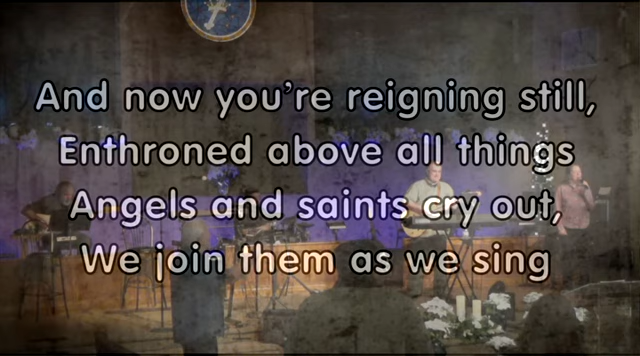 And now you're reigning still,
Enthroned above all things
Angels and saints cry out,
We join them as we sing